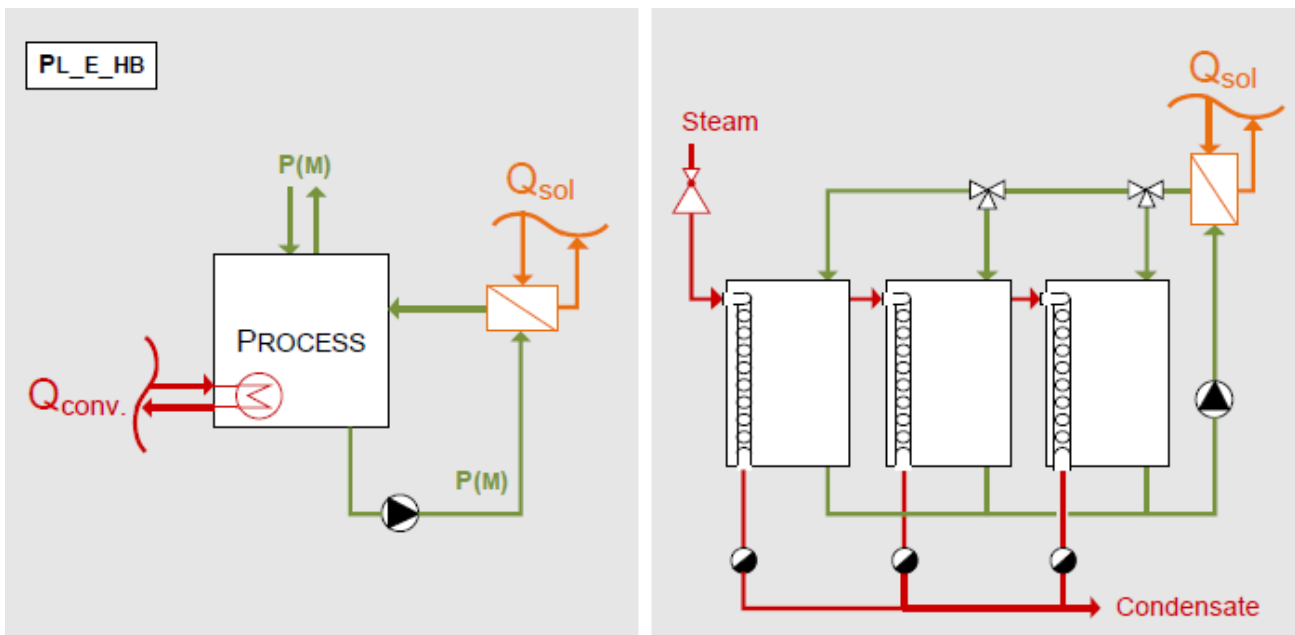 PL_E_HB
P(M)
Qsol
PROCESS
Qconv.
P(M)
Qsol
Steam
Condensate